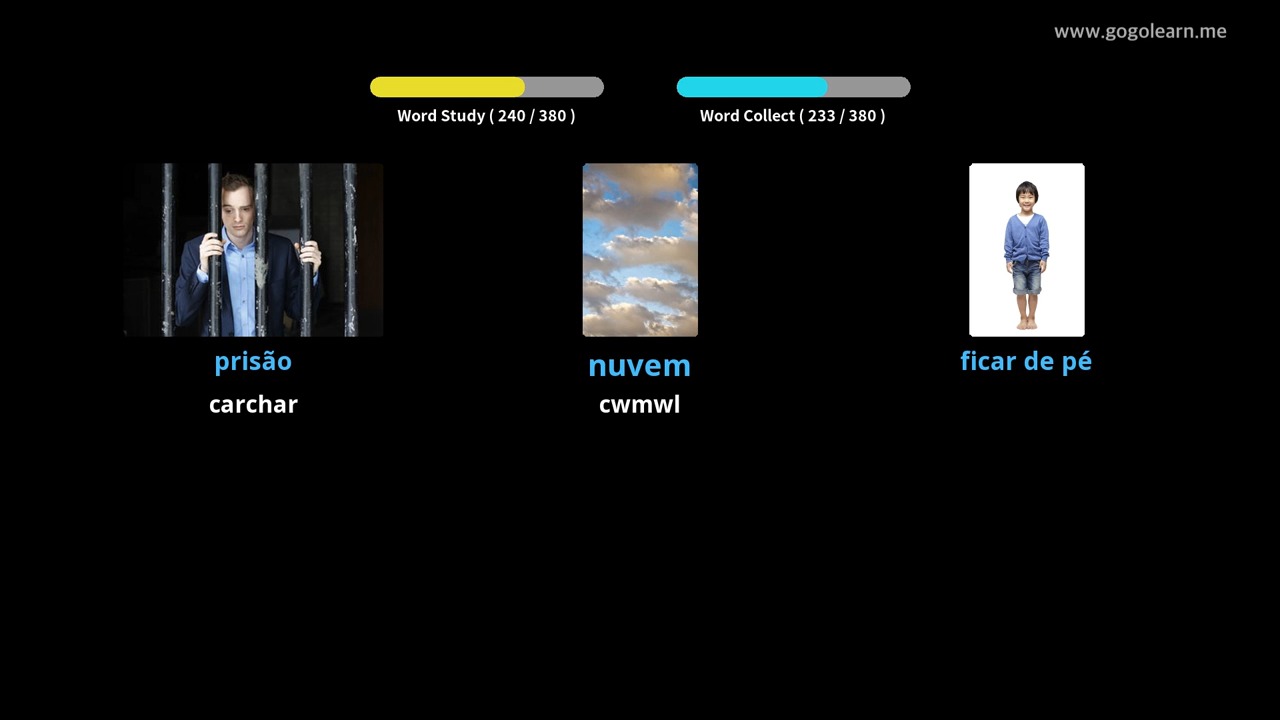 www.gogolearn.me
Word Study ( 240 / 380 )
Word Collect ( 233 / 380 )
prisão
nuvem
ficar de pé
carchar
cwmwl